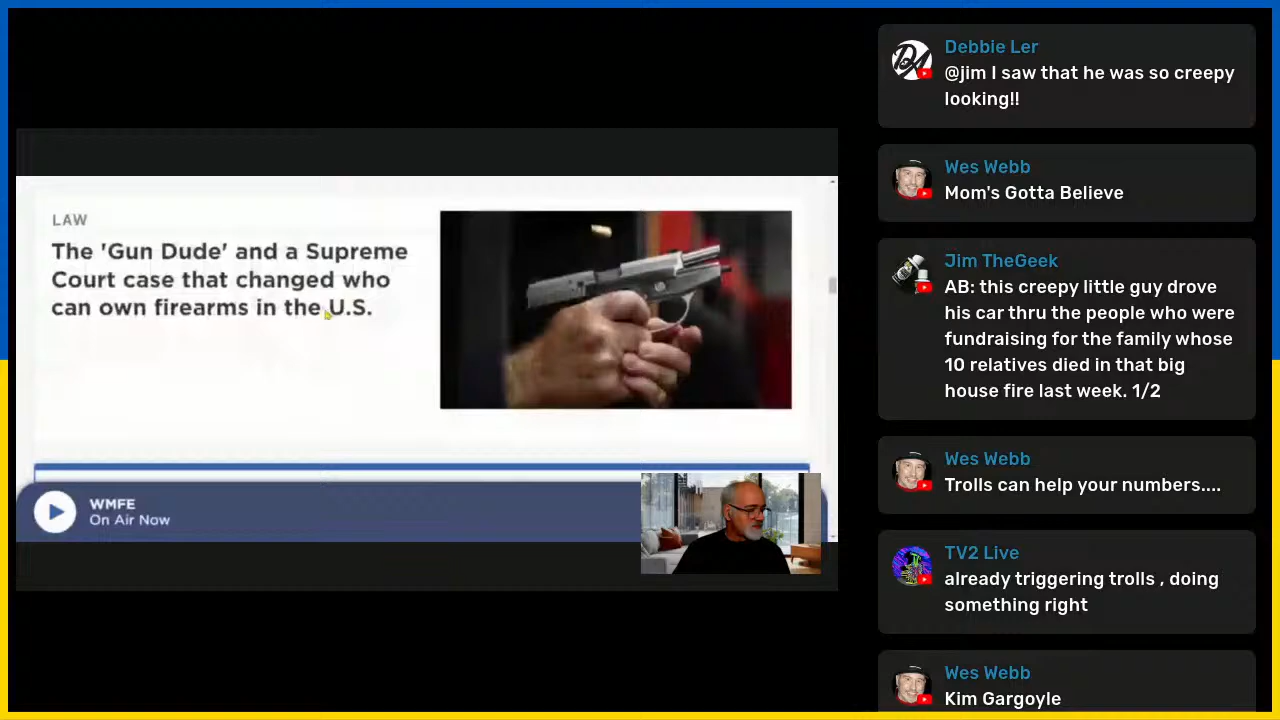 LAW
The 'Gun Dude' and a Supreme
Court case that changed who
can own firearms in the U.S.
WMFE
On Air Now
Debbie Ler
@jim I saw that he was so creepy
looking!!
Wes Webb
Mom's Gotta Believe
Jim TheGeek
AB: this creepy little guy drove
his car thru the people who were
fundraising for the family whose
10 relatives died in that big
house fire last week. 1/2
Wes Webb
Trolls can help your numbers....
TV2 Live
already triggering trolls , doing
something right
Wes Webb
Kim Gargoyle